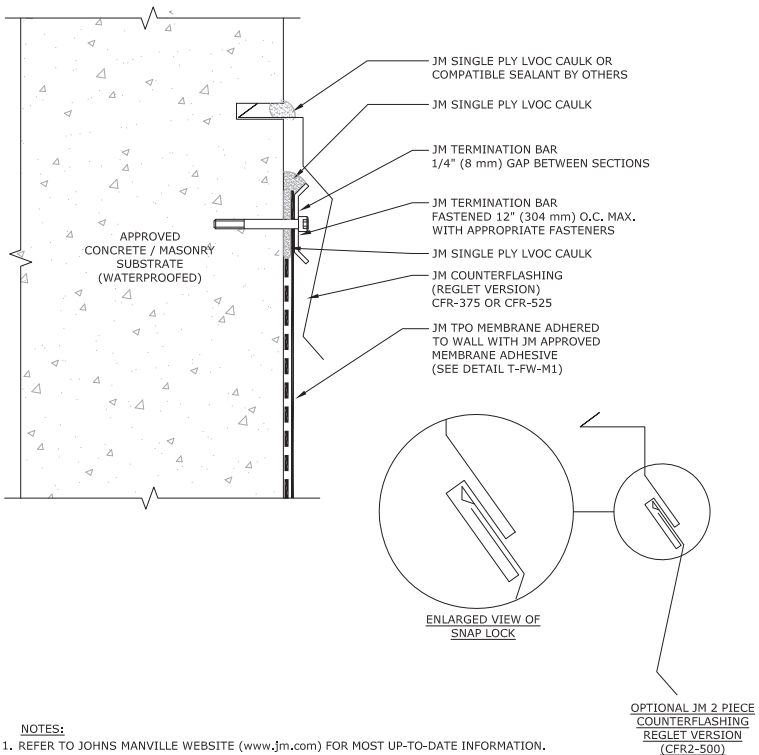 JM SINGLE PLY LVOC CAULK OR
COMPATIBLE SEALANT BY OTHERS
JM SINGLE PLY LVOC CAULK
JM TERMINATION BAR
1/4" (8 mm) GAP BETWEEN SECTIONS
JM TERMINATION BAR
FASTENED 12" (304 mm) O.C. MAX.
WITH APPROPRIATE FASTENERS
APPROVED
CONCRETE / MASONRY
SUBSTRATE
(WATERPROOFED)
JM SINGLE PLY LVOC CAULK
JM COUNTERFLASHING
(REGLET VERSION)
CFR-375 OR CFR-525
JM TPO MEMBRANE ADHERED
TO WALL WITH JM APPROVED
MEMBRANE ADHESIVE
(SEE DETAIL T-FW-M1)
ENLARGED VIEW OF
SNAP LOCK
OPTIONAL JM 2 PIECE
COUNTERFLASHING
REGLET VERSION
(CFR2-500)
NOTES:
1. REFER TO JOHNS MANVILLE WEBSITE (www.jm.com) FOR MOST UP-TO-DATE INFORMATION.